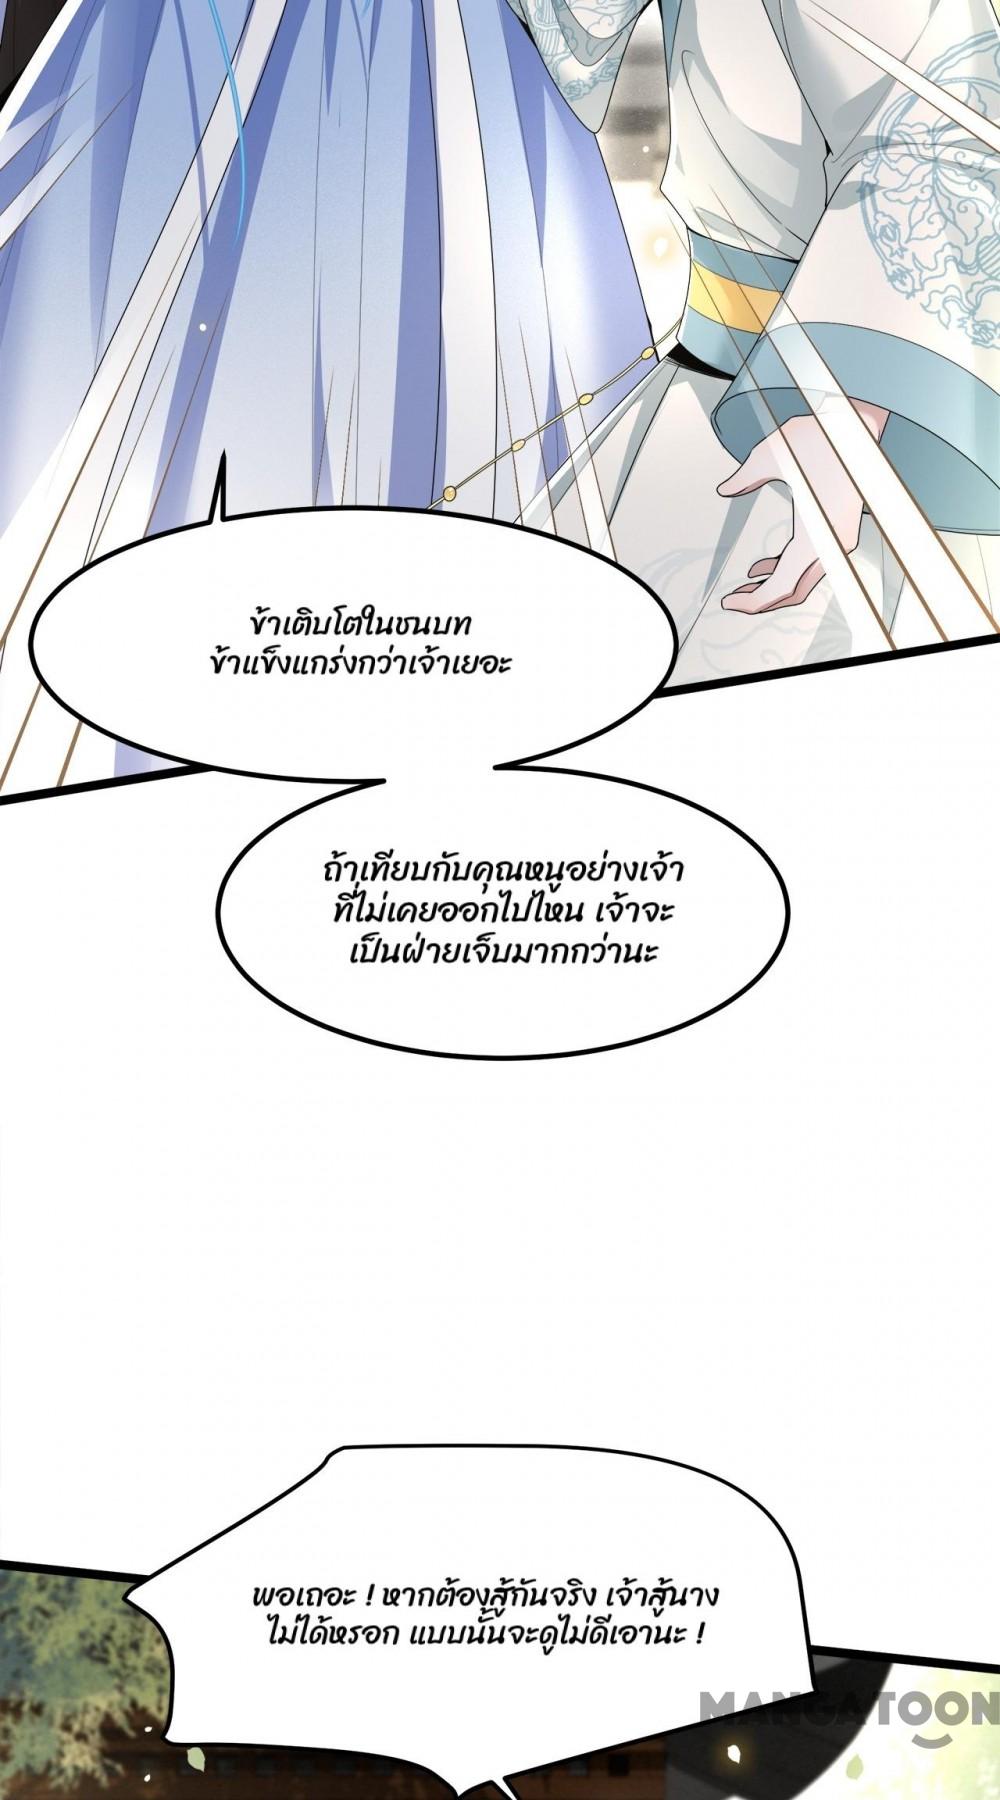 ข้าเติบโตในชนบท
ข้าแข็งแกร่งกว่าเจ้าเยอะ
ถ้าเทียบกับคุณหนูอย่างเจ้า
ที่ไม่เคยออกไปไหน เจ้าจะ
เป็นฝ่ายเจ็บมากกว่านะ
พอเถอะ ! หากต้องสู้กันจริง เจ้าสู้นาง
ไม่ได้หรอก แบบนั้นจะดูไม่ดีเอานะ !
MANGATOON